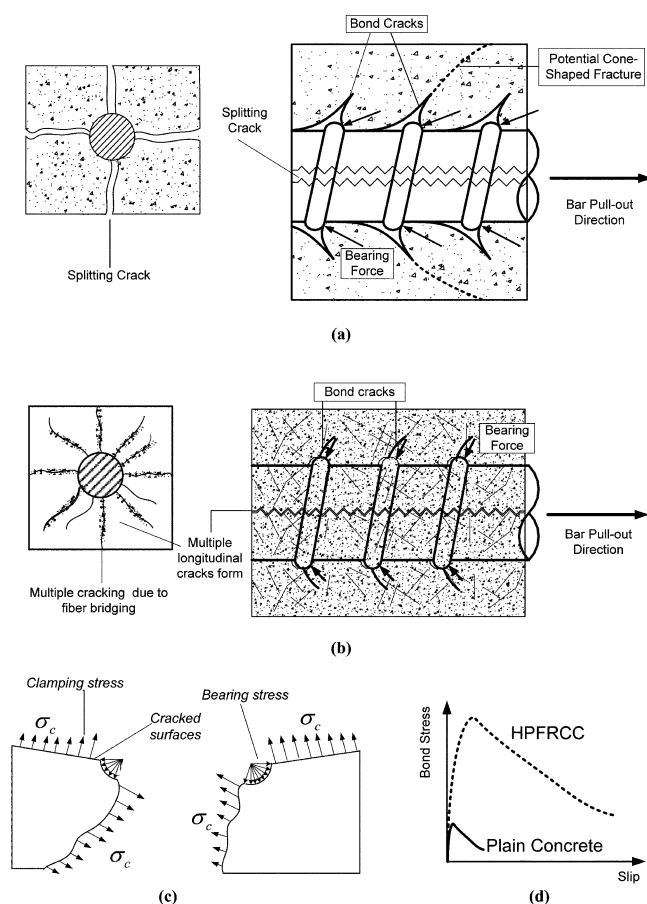 Bond Cracks
Potential Cone-
Shaped Fracture
Splitting
Crack
Bar Pull-out
Direction
Splitting Crack
Bearing
Force
(a)
Bond cracks
Bearing
Force
Bar Pull-out
Direction
Multiple
longitudinal
cracks form
Multiple cracking due to
fiber bridging
(b)
Clamping stress
σc
Cracked
surfaces
σc
Bearing stress
σc
σc
(c)
Bond Stress
HPFRCC
Plain Concrete
Slip
(d)